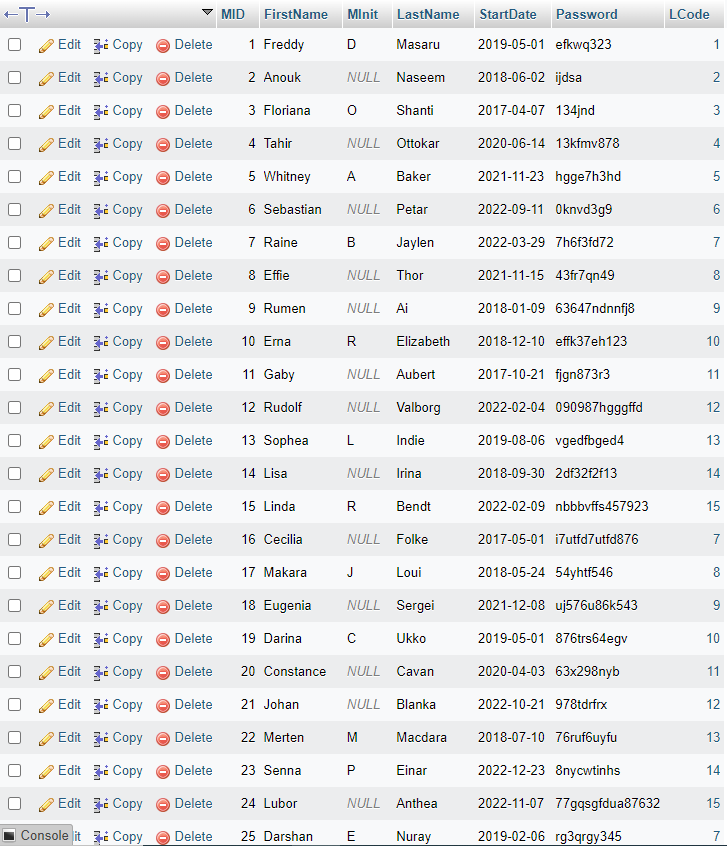 MID FirstName MInit LastName StartDate Password LCode
Edit Copy Delete 1 Freddy D Masaru 2019-05-01 efkwq323 1
Edit Copy Delete 2 Anouk NULL Naseem 2018-06-02 ijdsa 2
Edit Copy Delete 3 Floriana O Shanti 2017-04-07 134jnd 3
Edit Copy Delete 4 Tahir NULL Ottokar 2020-06-14 13kfmv878 4
Edit Copy Delete 5 Whitney A Baker 2021-11-23 hgge7h3hd 5
Edit Copy Delete 6 Sebastian NULL Petar 2022-09-11 0knvd3g9 6
Edit Copy Delete 7 Raine B Jaylen 2022-03-29 7h6f3fd72 7
Edit Copy Delete 8 Effie NULL Thor 2021-11-15 43fr7qn49 8
Edit Copy Delete 9 Rumen NULL Ai 2018-01-09 63647ndnnfj8 9
Edit Copy Delete 10 Erna R Elizabeth 2018-12-10 effk37eh123 10
Edit Copy Delete 11 Gaby NULL Aubert 2017-10-21 fjgn873r3 11
Edit Copy Delete 12 Rudolf NULL Valborg 2022-02-04 090987hgggffd 12
Edit Copy Delete 13 Sophea L Indie 2019-08-06 vgedfbged4 13
Edit Copy Delete 14 Lisa NULL Irina 2018-09-30 2df32f2f13 14
Edit Copy Delete 15 Linda R Bendt 2022-02-09 nbbbvffs457923 15
Edit Copy Delete 16 Cecilia NULL Folke 2017-05-01 i7utfd7utfd876 7
Edit Copy Delete 17 Makara J Loui 2018-05-24 54yhtf546 8
Edit Copy Delete 18 Eugenia NULL Sergei 2021-12-08 uj576u86k543 9
Edit Copy Delete 19 Darina C Ukko 2019-05-01 876trs64egv 10
Edit Copy Delete 20 Constance NULL Cavan 2020-04-03 63x298nyb 11
Edit Copy Delete 21 Johan NULL Blanka 2022-10-21 978tdrfrx 12
Edit Copy Delete 22 Merten M Macdara 2018-07-10 76ruf6uyfu 13
Edit Copy Delete 23 Senna P Einar 2022-12-23 8nycwtinhs 14
Edit Copy Delete 24 Lubor NULL Anthea 2022-11-07 77gqsgfdua87632 15
Console Copy Delete 25 Darshan E Nuray 2019-02-06 rg3qrgy345 7